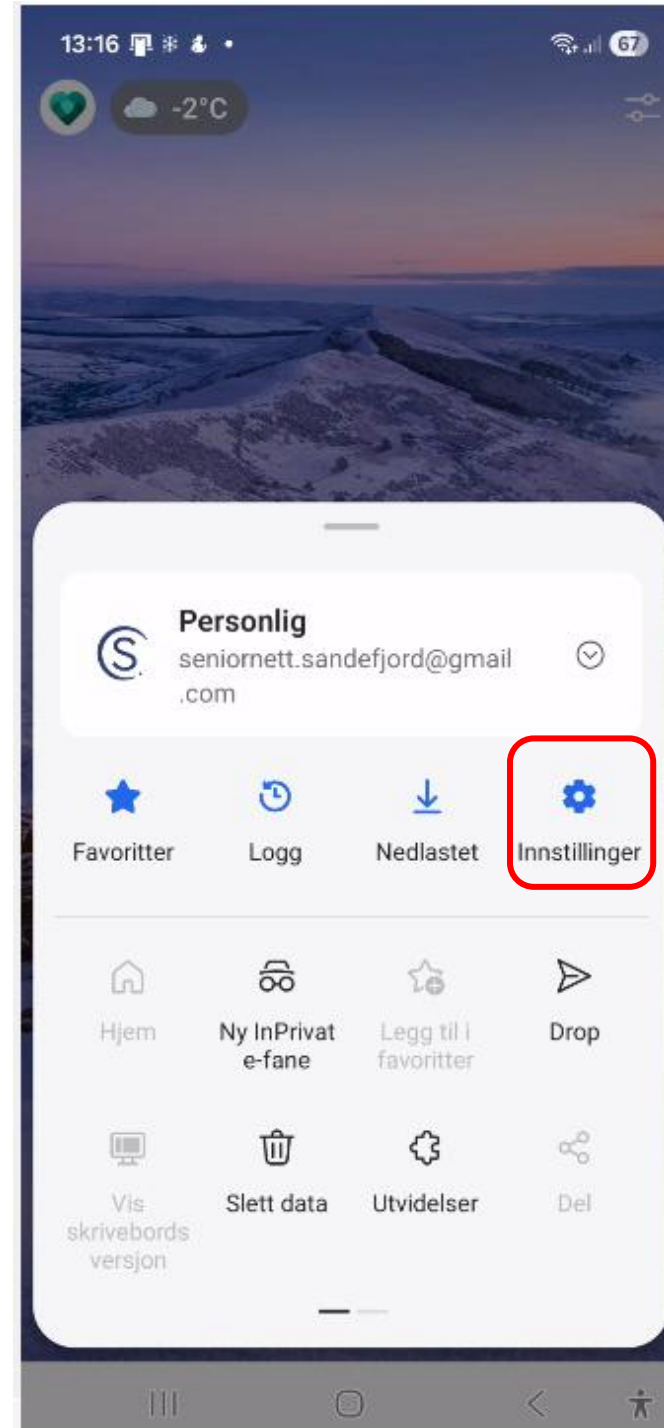 13:16
67
-2°C
Personlig
S
seniornett.sandefjord@gmail
.com
Favoritter Logg Nedlastet Innstillinger
Hjem Ny InPrivat Legg til i Drop
e-fane favoritter
Vis Slett data Utvidelser Del
skrivebords
versjon